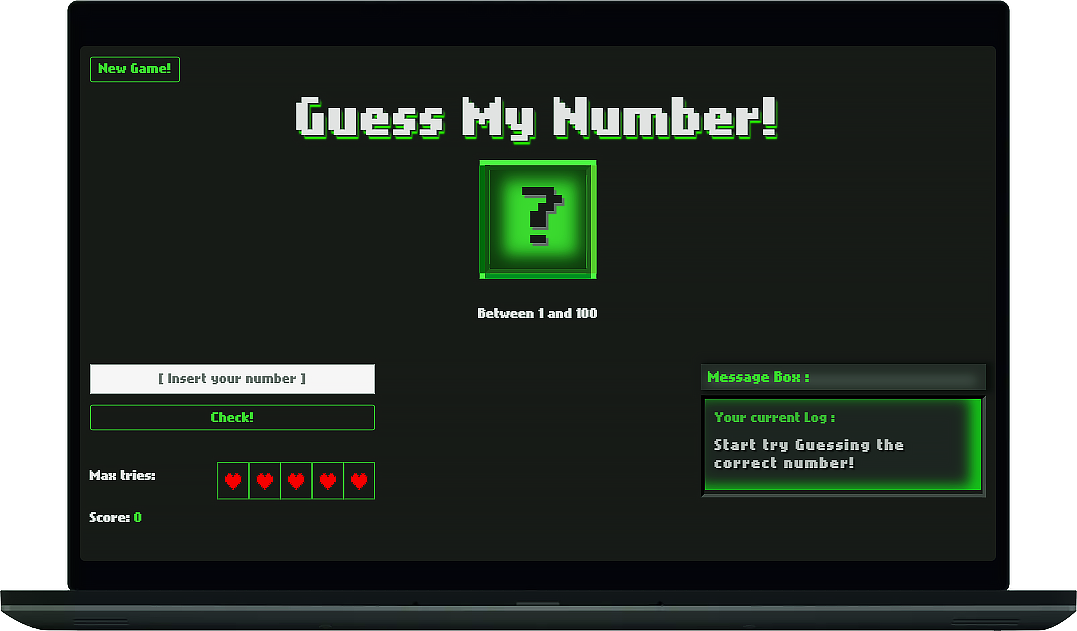 New Game!
Guess My Number!
?
Between 1 and 100
[ Insert your number ]
Check!
Max tries:
Score: 0
Message Box :
Your current Log :
Start try Guessing the
correct number!